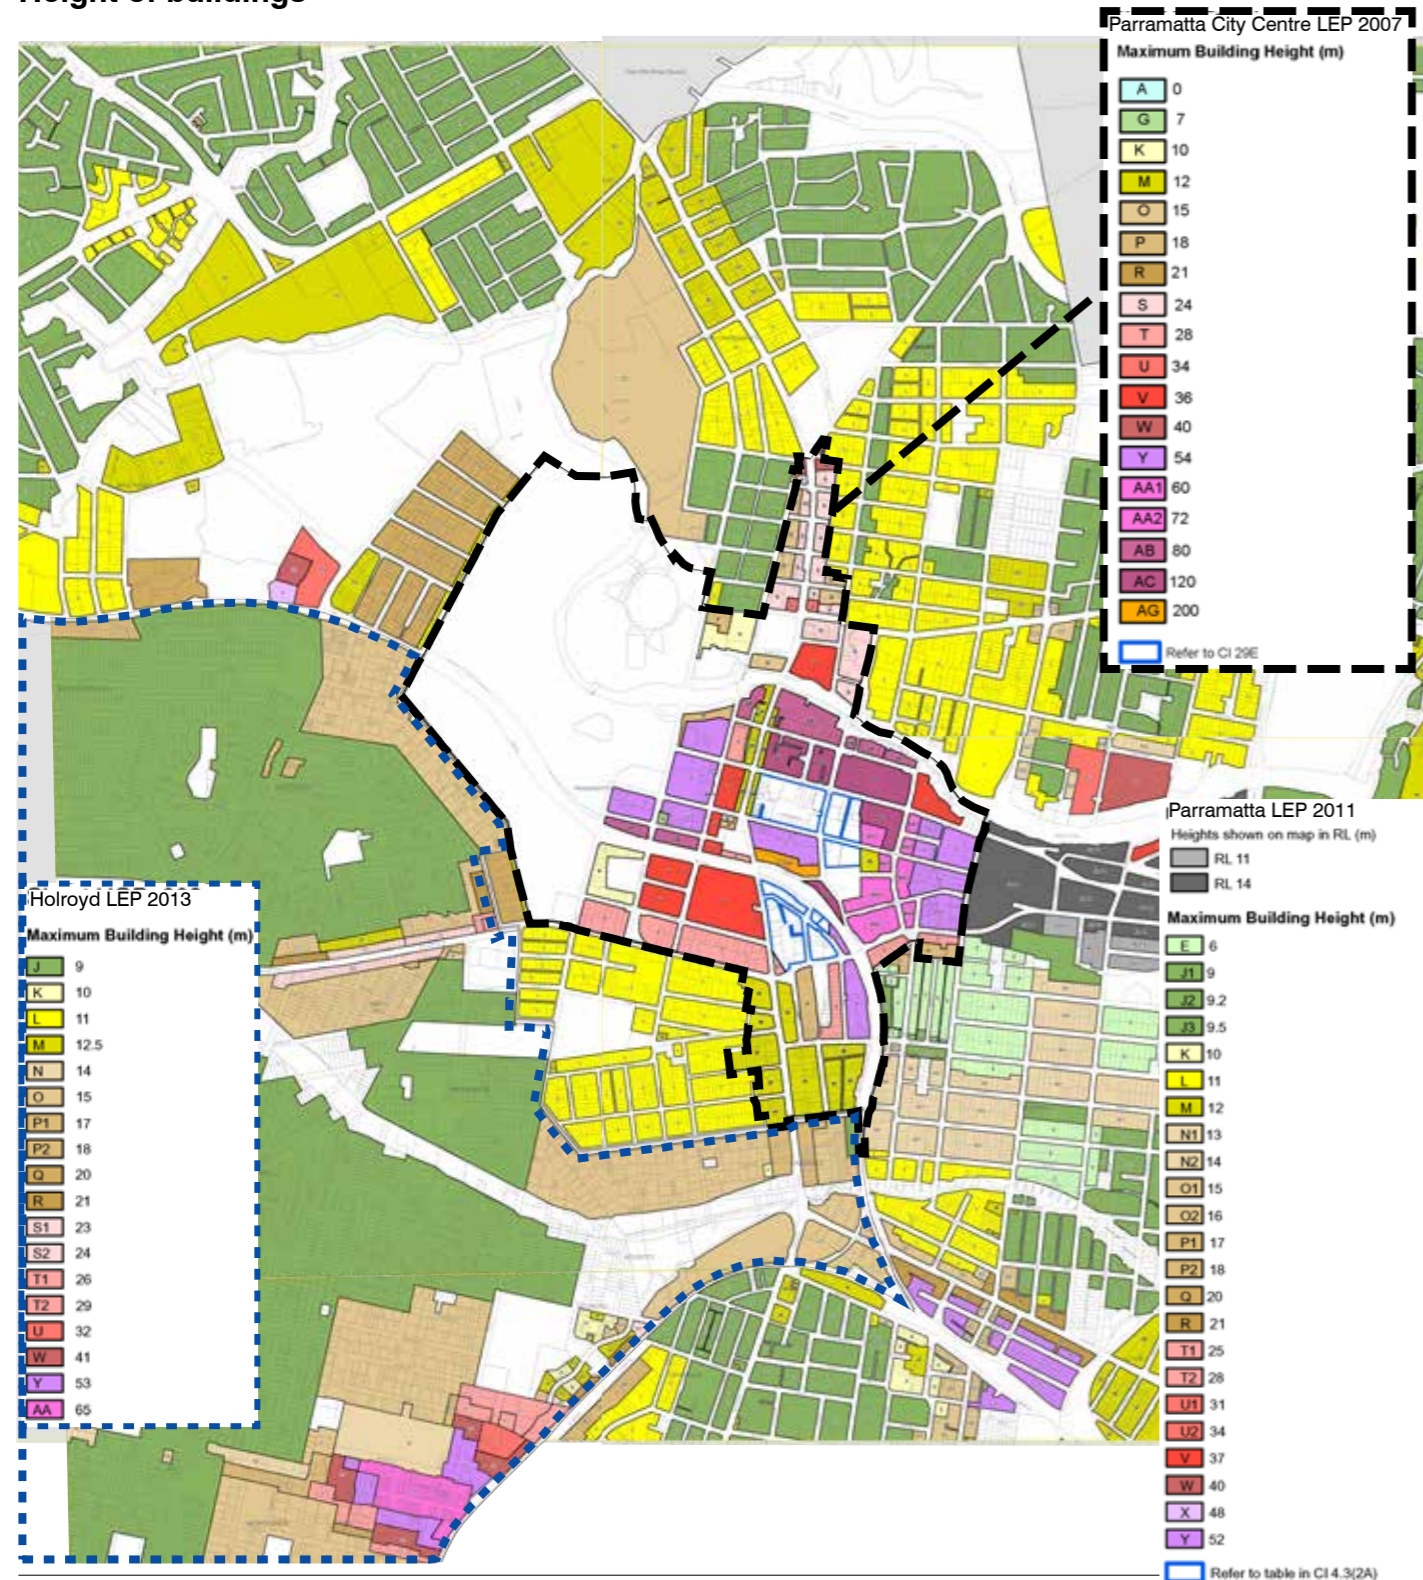 Height of buildings
Parramatta City Centre LEP 2007
Maximum Building Height (m)
A 0
G 7
K 10
M 12
O 15
P 18
R 21
S 24
T 28
U 34
V 36
W 40
Y 54
AA1 60
AA2 72
AB 80
AC 120
AG 200
Refer to Cl 29E
Parramatta LEP 2011
Heights shown on map in RL (m)
RL 11
RL 14
Maximum Building Height (m)
E 6
J1 9
J2 9.2
J3 9.5
K 10
L 11
M 12
N1 13
N2 14
O1 15
O2 16
P1 17
P2 18
Q 20
R 21
T1 25
T2 28
U1 31
U2 34
V 37
W 40
X 48
Y 52
Refer to table in Cl 4.3(2A)
Holroyd LEP 2013
Maximum Building Height (m)
J 9
K 10
L 11
M 12.5
N 14
O 15
P1 17
P2 18
Q 20
R 21
S1 23
S2 24
T1 26
T2 29
U 32
W 41
Y 53
AA 65